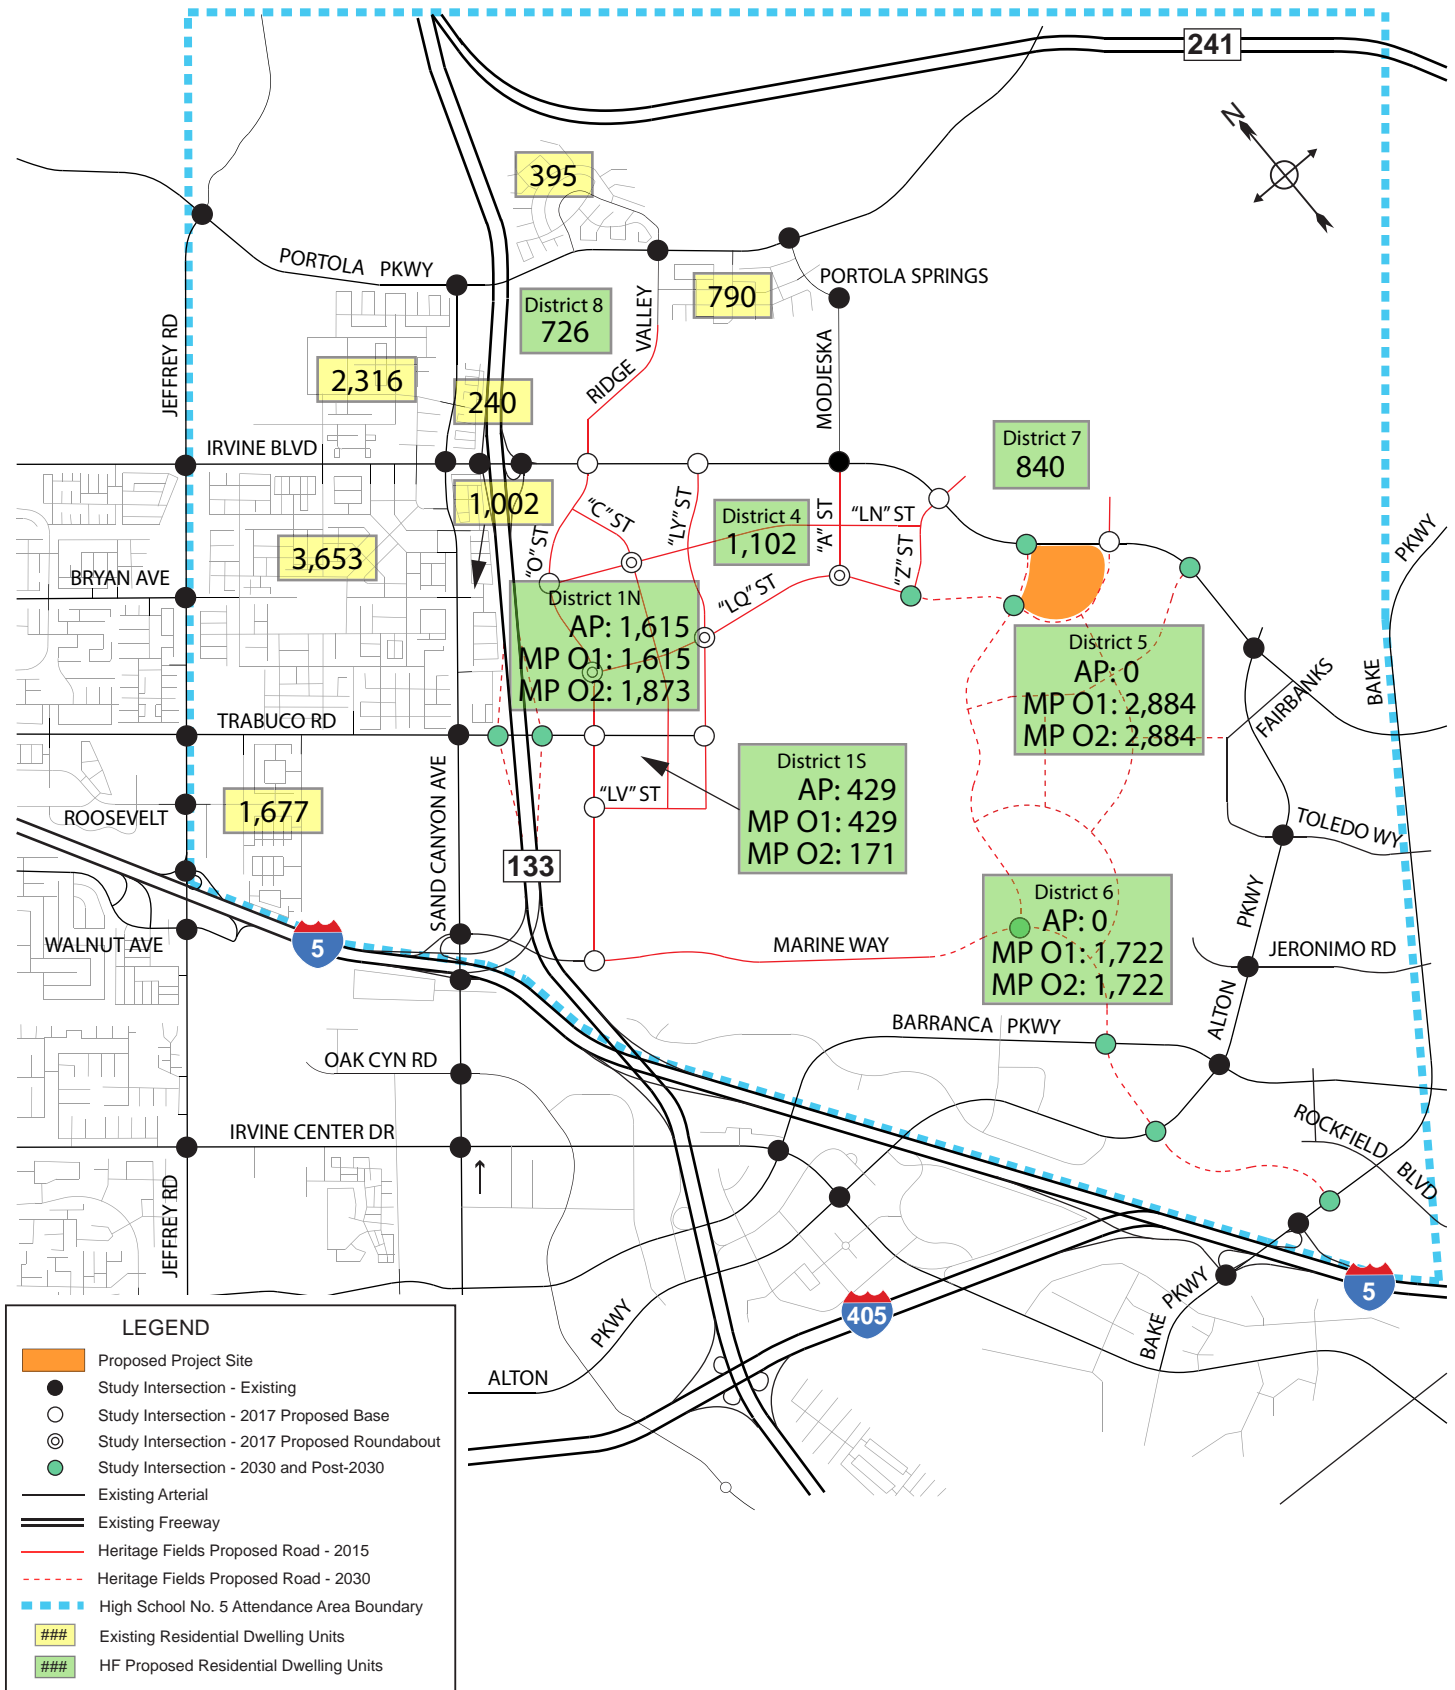 241
N
395
PORTOLA PKWY
PORTOLA SPRINGS
790
District 8
726
VALLEY
RIDGE
MODJESKA
JEFFREY RD
2,316
240
IRVINE BLVD
District 7
840
1,002
"C" ST
"LY" ST
"O" ST
District 4
1,102
"A" ST
"LN" ST
"Z" ST
"LQ" ST
3,653
BRYAN AVE
PKWY
BAKE
District 1N
AP: 1,615
MP O1: 1,615
MP O2: 1,873
District 5
AP: 0
MP O1: 2,884
MP O2: 2,884
FAIRBANKS
TRABUCO RD
SAND CANYON AVE
District 1S
AP: 429
MP O1: 429
MP O2: 171
"LV" ST
ROOSEVELT
1,677
TOLEDO WY
133
District 6
AP: 0
MP O1: 1,722
MP O2: 1,722
PKWY
ALTON
WALNUT AVE
5
MARINE WAY
JERONIMO RD
BARRANCA PKWY
OAK CYN RD
IRVINE CENTER DR
ROCKFIELD BLVD
JEFFREY RD
5
405
BAKE PKWY
PKWY
ALTON
LEGEND
Proposed Project Site
Study Intersection - Existing
Study Intersection - 2017 Proposed Base
Study Intersection - 2017 Proposed Roundabout
Study Intersection - 2030 and Post-2030
Existing Arterial
Existing Freeway
Heritage Fields Proposed Road - 2015
Heritage Fields Proposed Road - 2030
High School No. 5 Attendance Area Boundary
### Existing Residential Dwelling Units
### HF Proposed Residential Dwelling Units